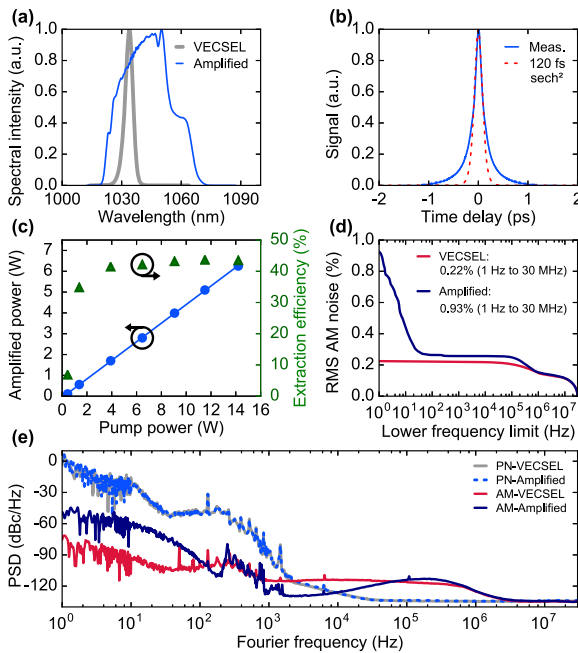 (a)
Spectral intensity (a.u.)
1.0
0.8
0.6
0.4
0.2
0.0
VECSEL
Amplified
1000 1030 1060 1090
Wavelength (nm)
(b)
Signal (a.u.)
1.0
0.8
0.6
0.4
0.2
0.0
Meas.
120 fs
sech²
-2 -1 0 1 2
Time delay (ps)
(c)
Amplified power (W)
7
6
5
4
3
2
1
0
50
40
30
20
10
0
Extraction efficiency (%)
0 2 4 6 8 10 12 14 16
Pump power (W)
(d)
RMS AM noise (%)
1.0
0.8
0.6
0.4
0.2
0.0
VECSEL:
0.22% (1 Hz to 30 MHz)
Amplified:
0.93% (1 Hz to 30 MHz)
10⁰ 10¹ 10² 10³ 10⁴ 10⁵ 10⁶ 10⁷
Lower frequency limit (Hz)
(e)
PSD (dBc/Hz)
0
-30
-60
-90
-120
PN-VECSEL
PN-Amplified
AM-VECSEL
AM-Amplified
10⁰ 10¹ 10² 10³ 10⁴ 10⁵ 10⁶ 10⁷
Fourier frequency (Hz)